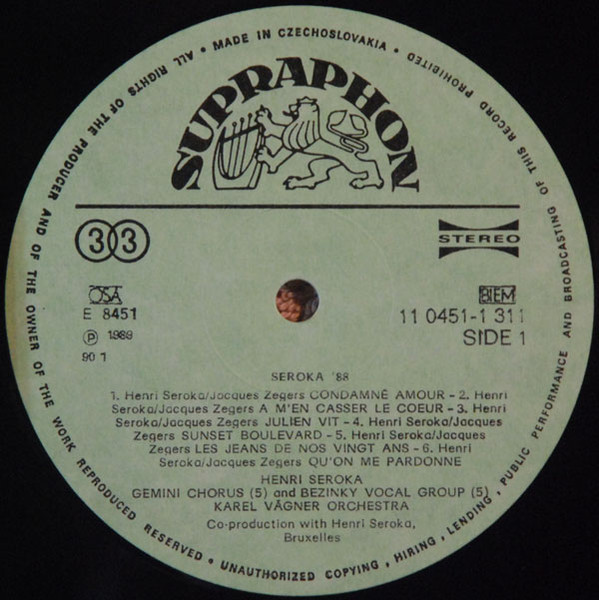 • MADE IN CZECHOSLOVAKIA •
ALL RIGHTS OF THE PRODUCER AND OF THE OWNER OF THE WORK REPRODUCED RESERVED • UNAUTHORIZED COPYING, HIRING, LENDING, PUBLIC PERFORMANCE AND BROADCASTING OF THIS RECORD PROHIBITED
SUPRAPHON
33
STEREO
OSA
BIEM
E 8451
11 0451-1 311
Ⓟ 1989
SIDE 1
90 1
SEROKA '88
1. Henri Seroka/Jacques Zegers CONDAMNÉ AMOUR - 2. Henri
Seroka/Jacques Zegers A M'EN CASSER LE COEUR - 3. Henri
Seroka/Jacques Zegers JULIEN VIT - 4. Henri Seroka/Jacques
Zegers SUNSET BOULEVARD - 5. Henri Seroka/Jacques
Zegers LES JEANS DE NOS VINGT ANS - 6. Henri
Seroka/Jacques Zegers QU'ON ME PARDONNE
HENRI SEROKA
GEMINI CHORUS (5) and BEZINKY VOCAL GROUP (5)
KAREL VÁGNER ORCHESTRA
Co-production with Henri Seroka,
Bruxelles